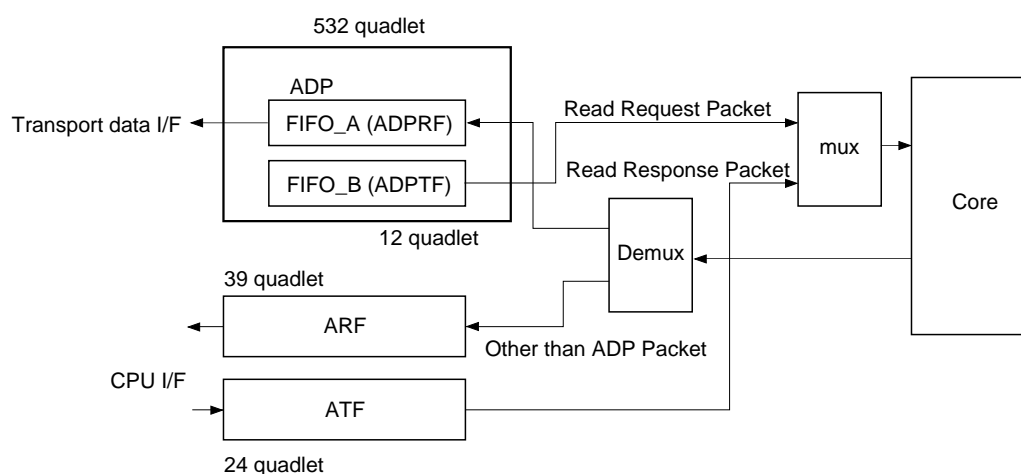 532 quadlet
ADP
Transport data I/F
FIFO_A (ADPRF)
Read Request Packet
mux
FIFO_B (ADPTF)
Read Response Packet
Core
12 quadlet
Demux
39 quadlet
ARF
Other than ADP Packet
CPU I/F
ATF
24 quadlet